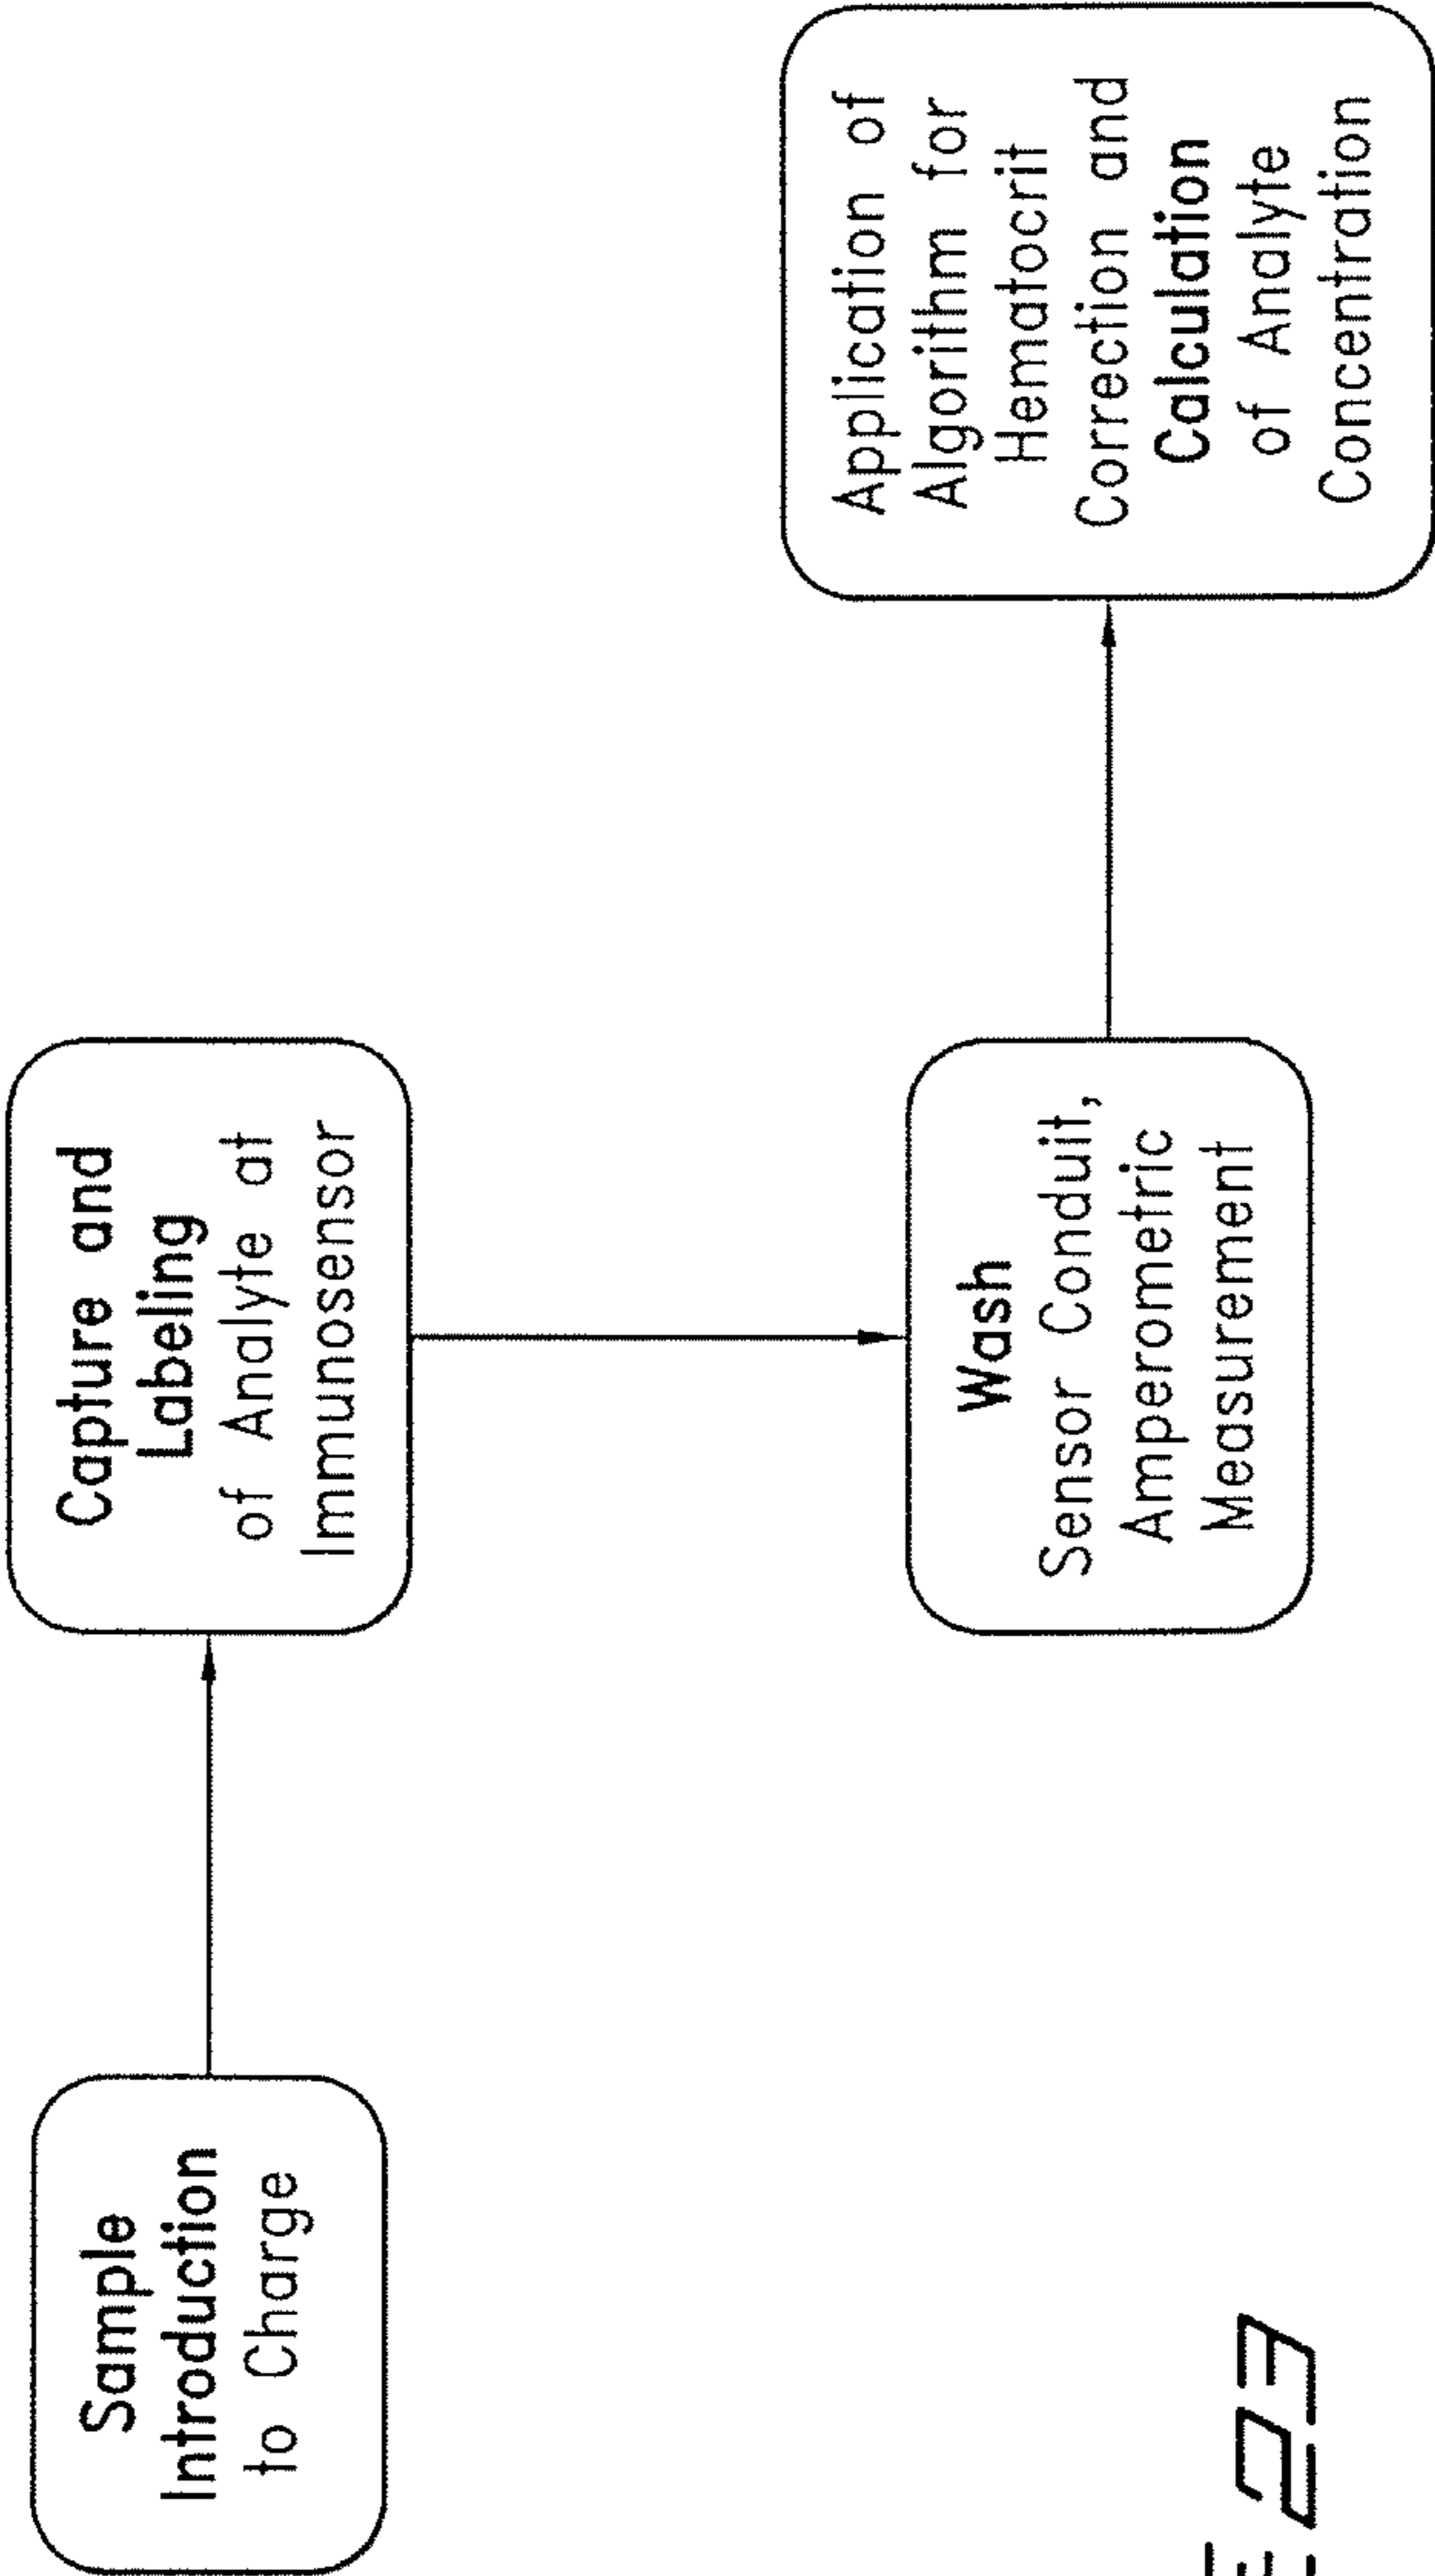 Sample
Introduction
to Charge
Capture and
Labeling
of Analyte at
Immunosensor
Wash
Sensor Conduit,
Amperometric
Measurement
Application of
Algorithm for
Hematocrit
Correction and
Calculation
of Analyte
Concentration
23